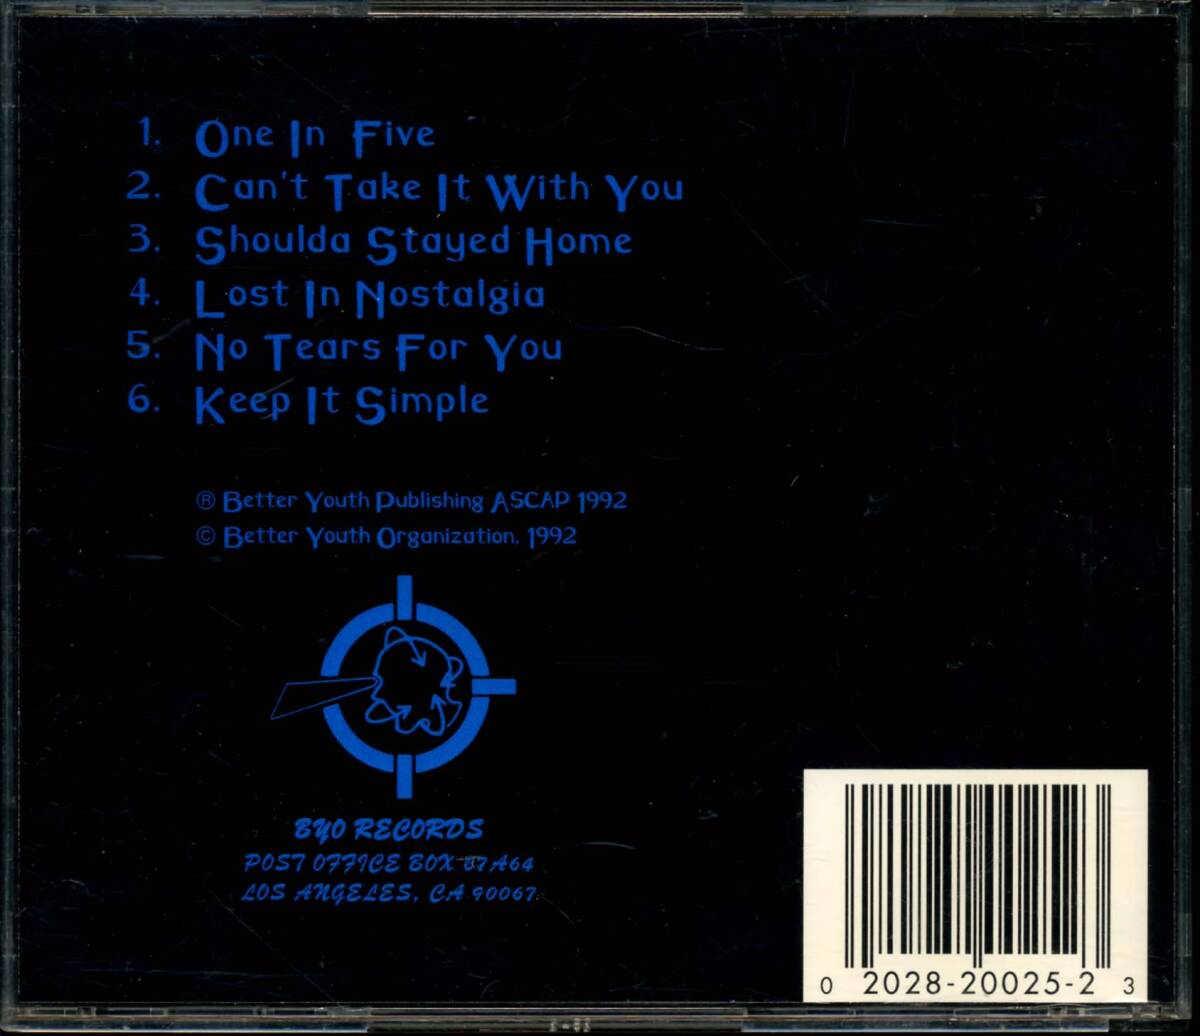 1. One In Five
2. Can't Take It With You
3. Shoulda Stayed Home
4. Lost In Nostalgia
5. No Tears For You
6. Keep It Simple
® Better Youth Publishing ASCAP 1992
© Better Youth Organization, 1992
BYO RECORDS
POST OFFICE BOX 67A64
LOS ANGELES, CA 90067
0 2028-20025-2 3